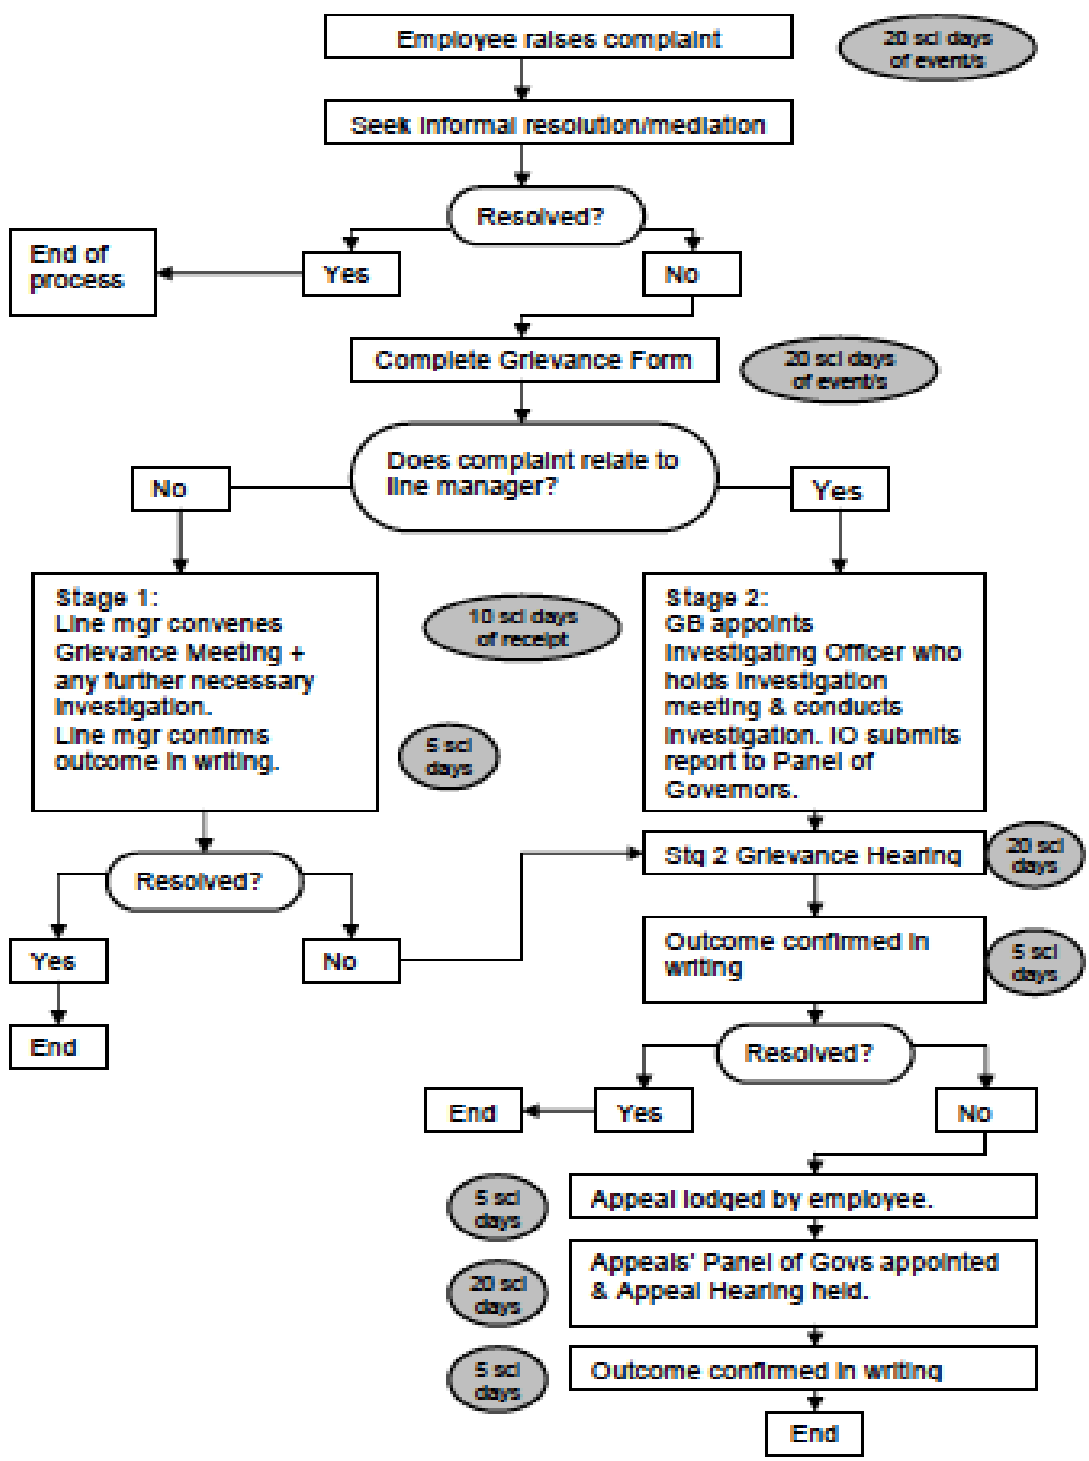 Employee raises complaint
20 scl days
of event/s
Seek informal resolution/mediation
Resolved?
End of
process
Yes
No
Complete Grievance Form
20 scl days
of event/s
Does complaint relate to
line manager?
No
Yes
Stage 1:
Line mgr convenes
Grievance Meeting +
any further necessary
investigation.
Line mgr confirms
outcome in writing.
10 scl days
of receipt
5 scl
days
Stage 2:
GB appoints
Investigating Officer who
holds investigation
meeting & conducts
investigation. IO submits
report to Panel of
Governors.
Stg 2 Grievance Hearing
20 scl
days
Resolved?
Yes
No
End
Outcome confirmed in
writing
5 scl
days
Resolved?
End
Yes
No
5 scl
days
Appeal lodged by employee.
20 scl
days
Appeals' Panel of Govs appointed
& Appeal Hearing held.
5 scl
days
Outcome confirmed in writing
End